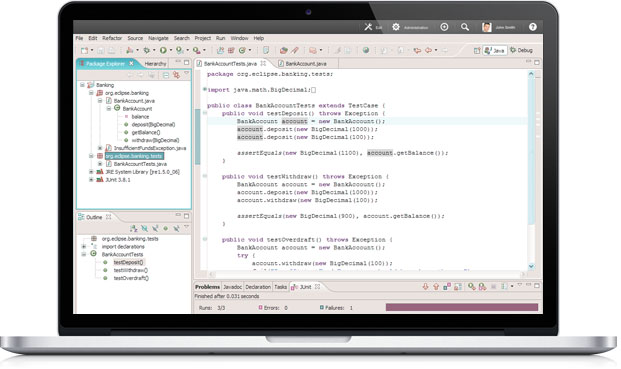 Edit
Administration
John Smith
File Edit Refactor Source Navigate Search Project Run Window Help
Java Debug
Package Explorer Hierarchy
Banking
org.eclipse.banking
BankAccount.java
BankAccount
balance
deposit(BigDecimal)
getBalance()
withdraw(BigDecimal)
InsufficientFundsException.java
org.eclipse.banking.tests
BankAccountTests.java
JRE System Library [jre1.5.0_06]
JUnit 3.8.1
Outline
org.eclipse.banking.tests
import declarations
BankAccountTests
testDeposit()
testWithdraw()
testOverdraft()
BankAccountTests.java BankAccount.java
package org.eclipse.banking.tests;
import java.math.BigDecimal;
public class BankAccountTests extends TestCase {
public void testDeposit() throws Exception {
BankAccount account = new BankAccount();
account.deposit(new BigDecimal(1000));
account.deposit(new BigDecimal(100));
assertEquals(new BigDecimal(1100), account.getBalance());
}
public void testWithdraw() throws Exception {
BankAccount account = new BankAccount();
account.deposit(new BigDecimal(1000));
account.withdraw(new BigDecimal(100));
assertEquals(new BigDecimal(900), account.getBalance());
}
public void testOverdraft() throws Exception {
BankAccount account = new BankAccount();
try {
account.withdraw(new BigDecimal(100));
Problems Javadoc Declaration Tasks JUnit
Finished after 0.031 seconds
Runs: 3/3 Errors: 0 Failures: 1